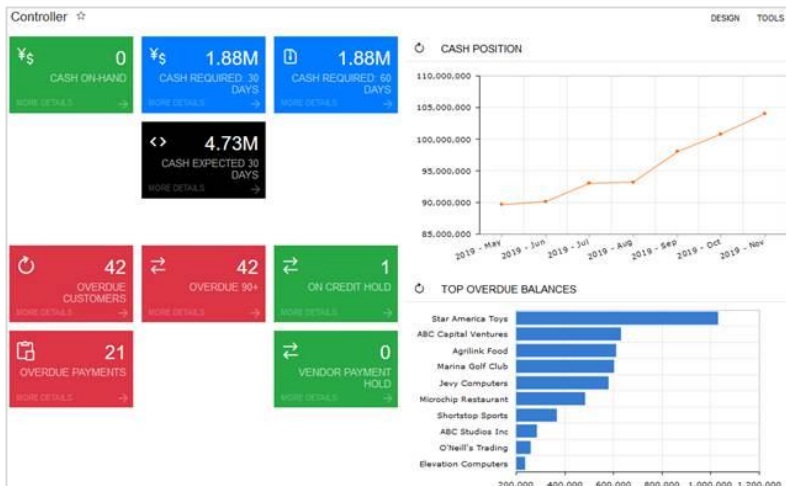 Controller ☆
DESIGN TOOLS
¥$ 0
CASH ON-HAND
MORE DETAILS
¥$ 1.88M
CASH REQUIRED: 30
DAYS
MORE DETAILS
1.88M
CASH REQUIRED: 60
DAYS
MORE DETAILS
<> 4.73M
CASH EXPECTED 30
DAYS
MORE DETAILS
42
OVERDUE
CUSTOMERS
MORE DETAILS
42
OVERDUE 90+
MORE DETAILS
1
ON CREDIT HOLD
MORE DETAILS
21
OVERDUE PAYMENTS
MORE DETAILS
0
VENDOR PAYMENT
HOLD
MORE DETAILS
CASH POSITION
110,000,000
105,000,000
100,000,000
95,000,000
90,000,000
85,000,000
2019 - May 2019 - Jun 2019 - Jul 2019 - Aug 2019 - Sep 2019 - Oct 2019 - Nov
TOP OVERDUE BALANCES
Star America Toys
ABC Capital Ventures
Agrilink Food
Marina Golf Club
Jevy Computers
Microchip Restaurant
Shortstop Sports
ABC Studios Inc
O'Neill's Trading
Elevation Computers
200,000 400,000 600,000 800,000 1,000,000 1,200,000